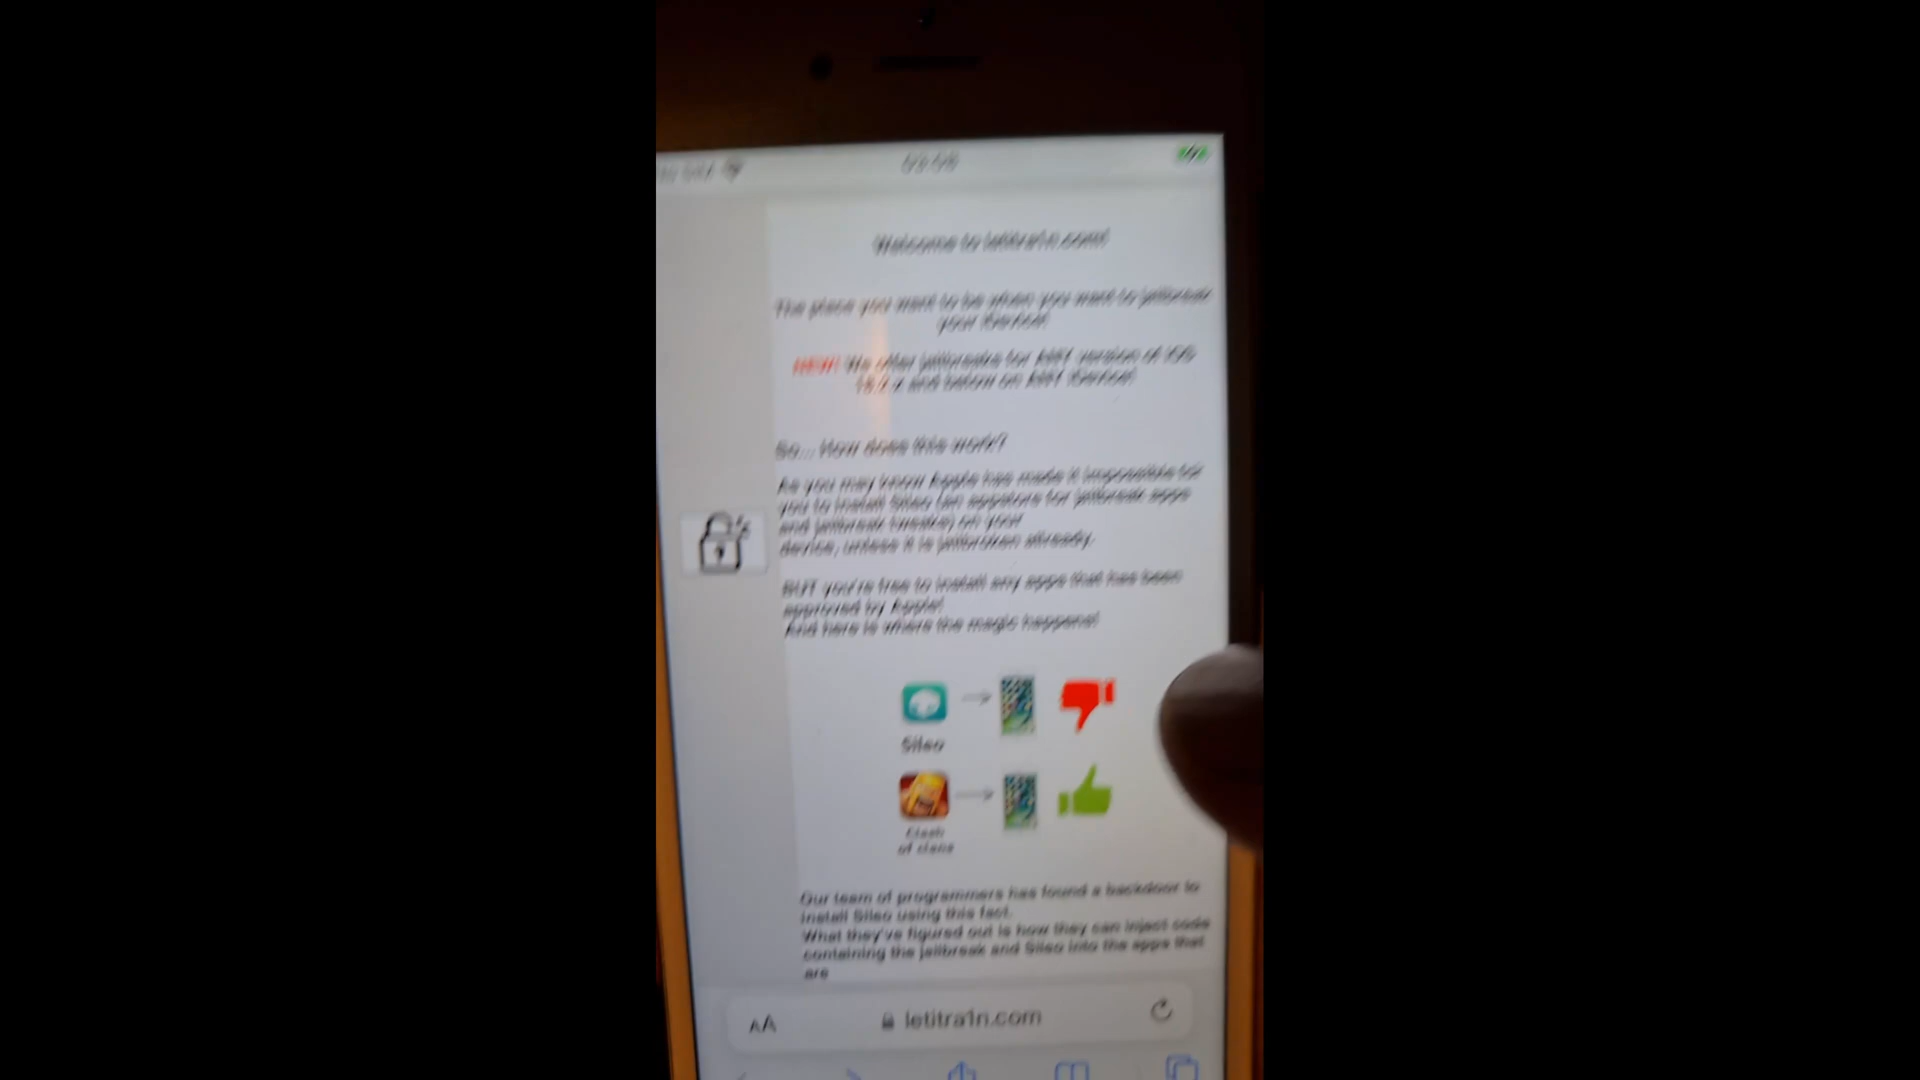 Welcome to letitra1n.com!
The place you want to be when you want to jailbreak
your iDevice!
NEW! We offer jailbreaks for ANY version of iOS
and below on ANY iDevice!
So... How does this work?
As you may know Apple has made it impossible for
you to install Sileo (an appstore for jailbreak apps
and jailbreak tweaks) on your
device, unless it is jailbroken allready.
BUT you're free to install any apps that has been
approved by Apple!
And here is where the magic happens!
Sileo
Clash
of clans
Our team of programmers has found a backdoor to
install Sileo using this fact.
What they've figured out is how they can inject code
containing the jailbreak and Sileo into the apps that
are
AA letitra1n.com